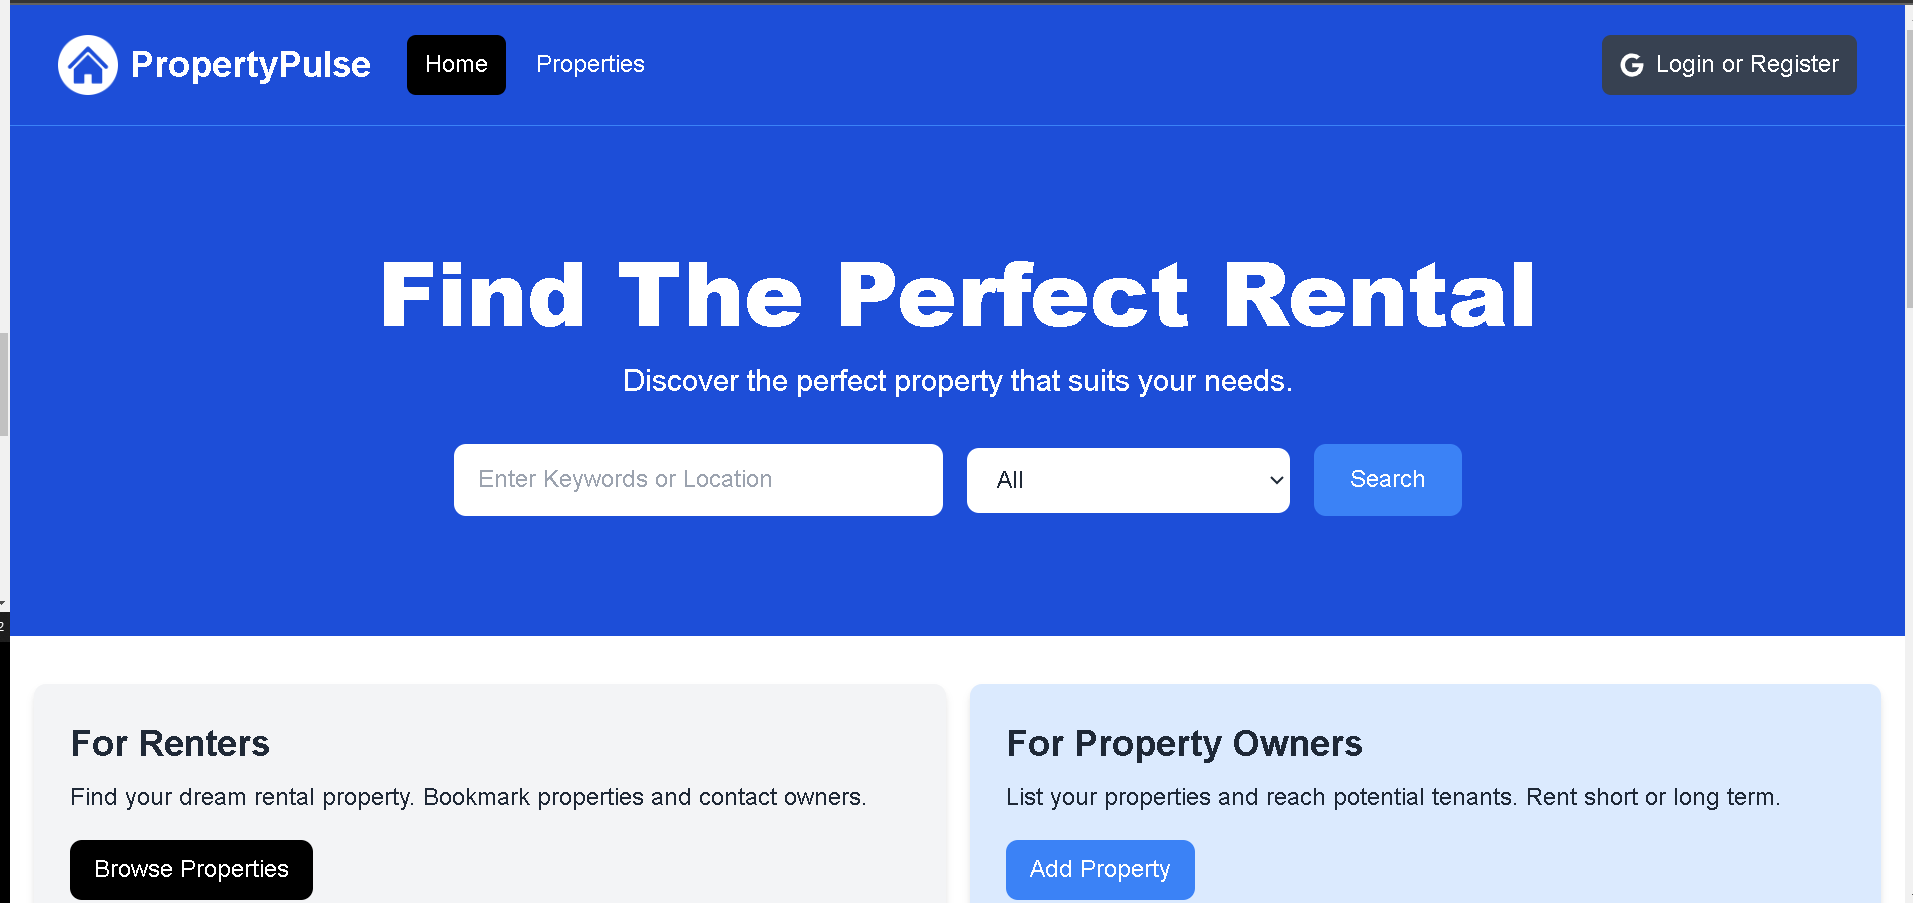 PropertyPulse Home Properties Login or Register
Find The Perfect Rental
Discover the perfect property that suits your needs.
Enter Keywords or Location All Search
2
For Renters
Find your dream rental property. Bookmark properties and contact owners.
Browse Properties
For Property Owners
List your properties and reach potential tenants. Rent short or long term.
Add Property